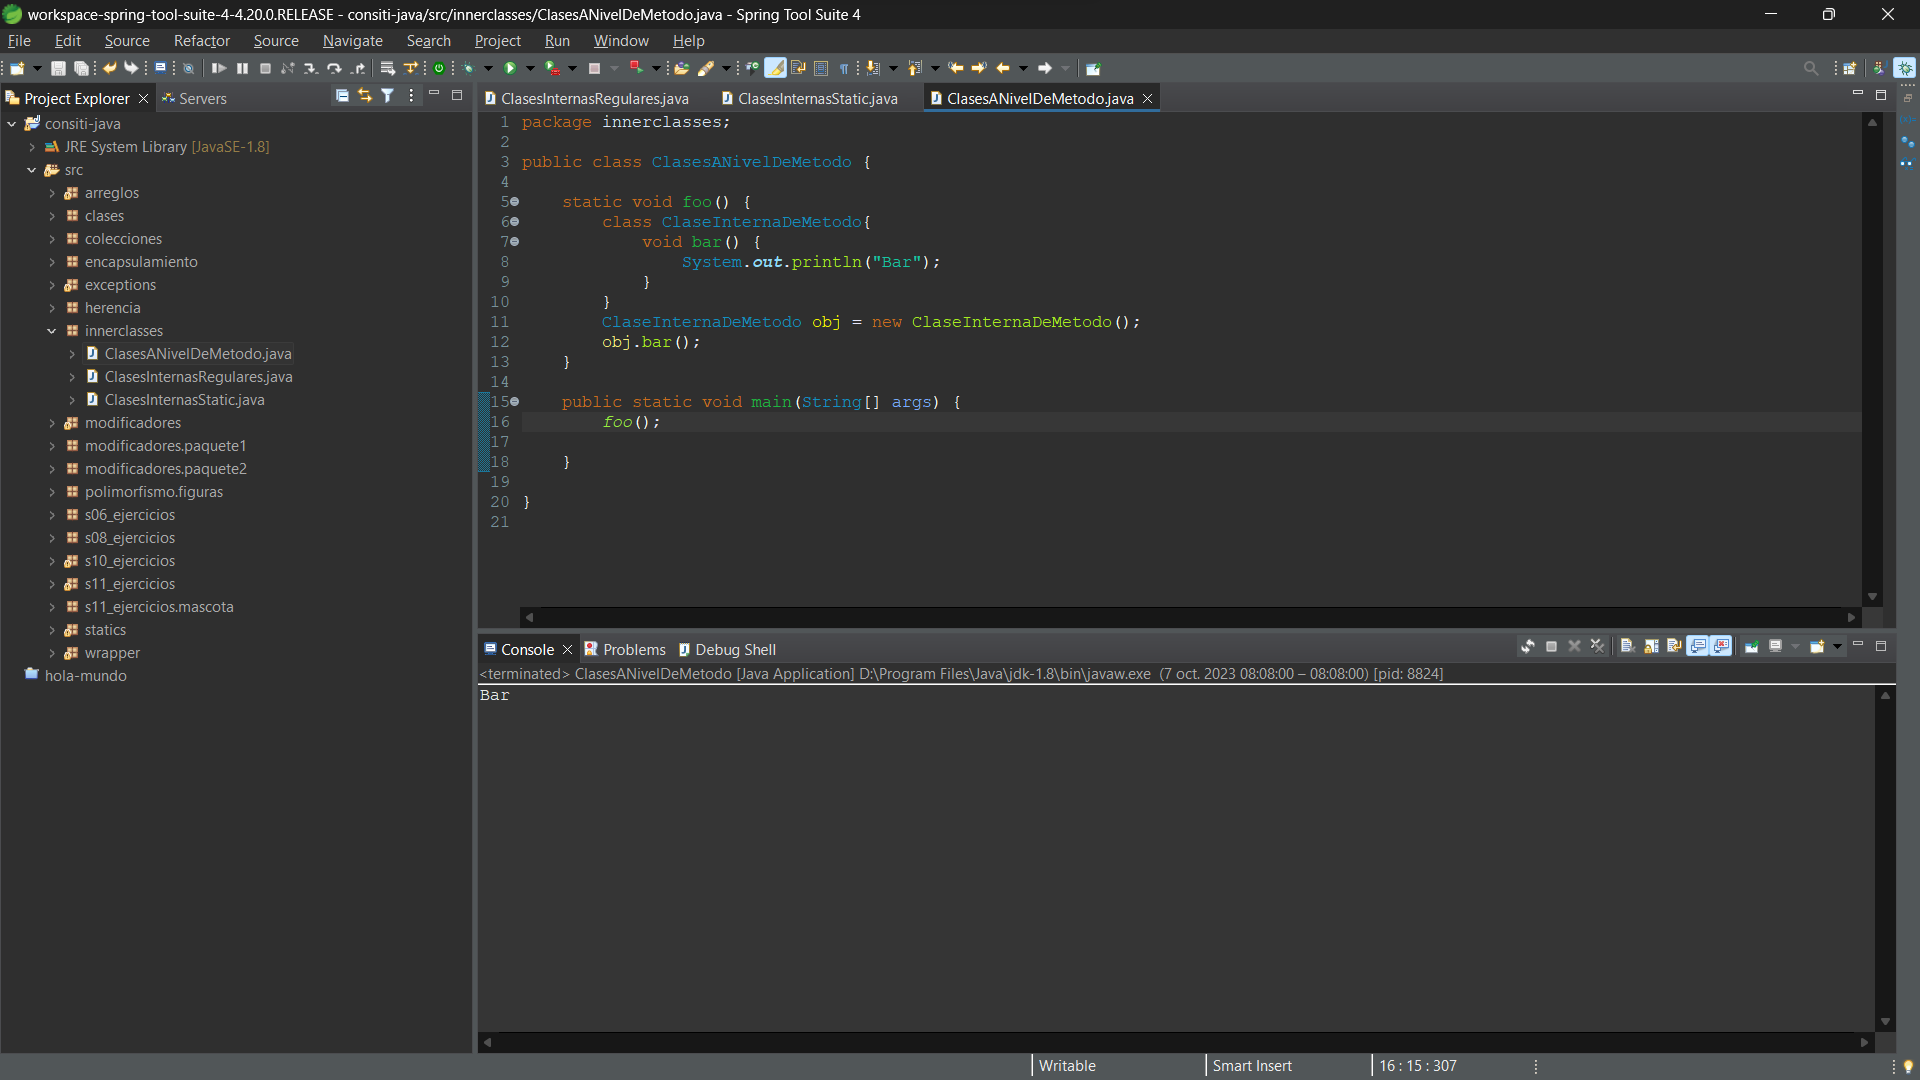 workspace-spring-tool-suite-4-4.20.0.RELEASE - consiti-java/src/innerclasses/ClasesANivelDeMetodo.java - Spring Tool Suite 4
File Edit Source Refactor Source Navigate Search Project Run Window Help
Project Explorer Servers
consiti-java
JRE System Library [JavaSE-1.8]
src
arreglos
clases
colecciones
encapsulamiento
exceptions
herencia
innerclasses
ClasesANivelDeMetodo.java
ClasesInternasRegulares.java
ClasesInternasStatic.java
modificadores
modificadores.paquete1
modificadores.paquete2
polimorfismo.figuras
s06_ejercicios
s08_ejercicios
s10_ejercicios
s11_ejercicios
s11_ejercicios.mascota
statics
wrapper
hola-mundo
ClasesInternasRegulares.java ClasesInternasStatic.java ClasesANivelDeMetodo.java
1 package innerclasses;
2
3 public class ClasesANivelDeMetodo {
4
5 static void foo() {
6 class ClaseInternaDeMetodo{
7 void bar() {
8 System.out.println("Bar");
9 }
10 }
11 ClaseInternaDeMetodo obj = new ClaseInternaDeMetodo();
12 obj.bar();
13 }
14
15 public static void main(String[] args) {
16 foo();
17
18 }
19
20 }
21
Console Problems Debug Shell
<terminated> ClasesANivelDeMetodo [Java Application] D:\Program Files\Java\jdk-1.8\bin\javaw.exe (7 oct. 2023 08:08:00 – 08:08:00) [pid: 8824]
Bar
Writable Smart Insert 16 : 15 : 307